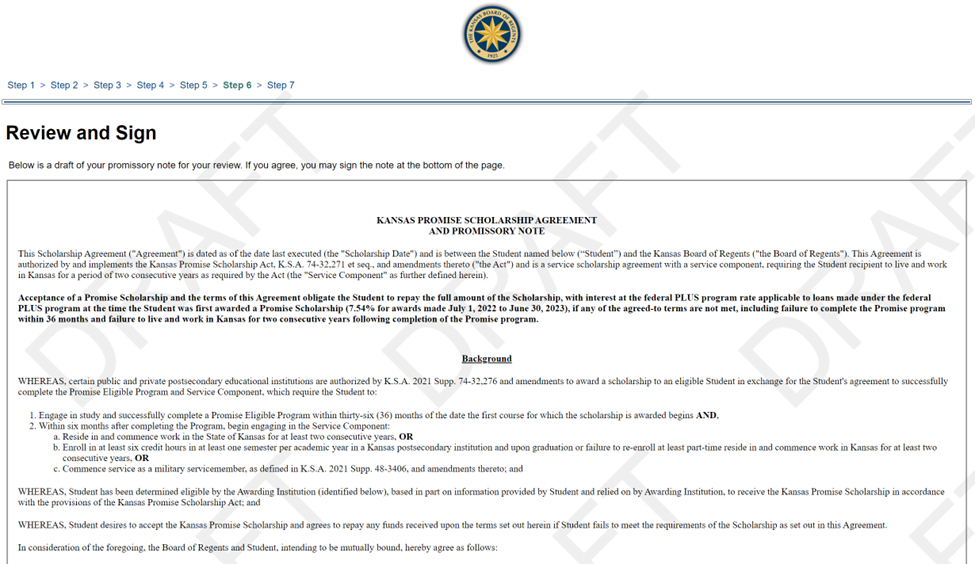 THE KANSAS BOARD OF REGENTS
1925
Step 1 > Step 2 > Step 3 > Step 4 > Step 5 > Step 6 > Step 7
Review and Sign
Below is a draft of your promissory note for your review. If you agree, you may sign the note at the bottom of the page.
KANSAS PROMISE SCHOLARSHIP AGREEMENT
AND PROMISSORY NOTE
This Scholarship Agreement ("Agreement") is dated as of the date last executed (the "Scholarship Date") and is between the Student named below (“Student”) and the Kansas Board of Regents ("the Board of Regents"). This Agreement is
authorized by and implements the Kansas Promise Scholarship Act, K.S.A. 74-32,271 et seq., and amendments thereto ("the Act") and is a service scholarship agreement with a service component, requiring the Student recipient to live and work
in Kansas for a period of two consecutive years as required by the Act (the "Service Component" as further defined herein).
Acceptance of a Promise Scholarship and the terms of this Agreement obligate the Student to repay the full amount of the Scholarship, with interest at the federal PLUS program rate applicable to loans made under the federal
PLUS program at the time the Student was first awarded a Promise Scholarship (7.54% for awards made July 1, 2022 to June 30, 2023), if any of the agreed-to terms are not met, including failure to complete the Promise program
within 36 months and failure to live and work in Kansas for two consecutive years following completion of the Promise program.
Background
WHEREAS, certain public and private postsecondary educational institutions are authorized by K.S.A. 2021 Supp. 74-32,276 and amendments to award a scholarship to an eligible Student in exchange for the Student's agreement to successfully
complete the Promise Eligible Program and Service Component, which require the Student to:
1. Engage in study and successfully complete a Promise Eligible Program within thirty-six (36) months of the date the first course for which the scholarship is awarded begins AND,
2. Within six months after completing the Program, begin engaging in the Service Component:
a. Reside in and commence work in the State of Kansas for at least two consecutive years, OR
b. Enroll in at least six credit hours in at least one semester per academic year in a Kansas postsecondary institution and upon graduation or failure to re-enroll at least part-time reside in and commence work in Kansas for at least two
consecutive years, OR
c. Commence service as a military servicemember, as defined in K.S.A. 2021 Supp. 48-3406, and amendments thereto; and
WHEREAS, Student has been determined eligible by the Awarding Institution (identified below), based in part on information provided by Student and relied on by Awarding Institution, to receive the Kansas Promise Scholarship in accordance
with the provisions of the Kansas Promise Scholarship Act; and
WHEREAS, Student desires to accept the Kansas Promise Scholarship and agrees to repay any funds received upon the terms set out herein if Student fails to meet the requirements of the Scholarship as set out in this Agreement.
In consideration of the foregoing, the Board of Regents and Student, intending to be mutually bound, hereby agree as follows:
DRAFT
DRAFT
DRAFT